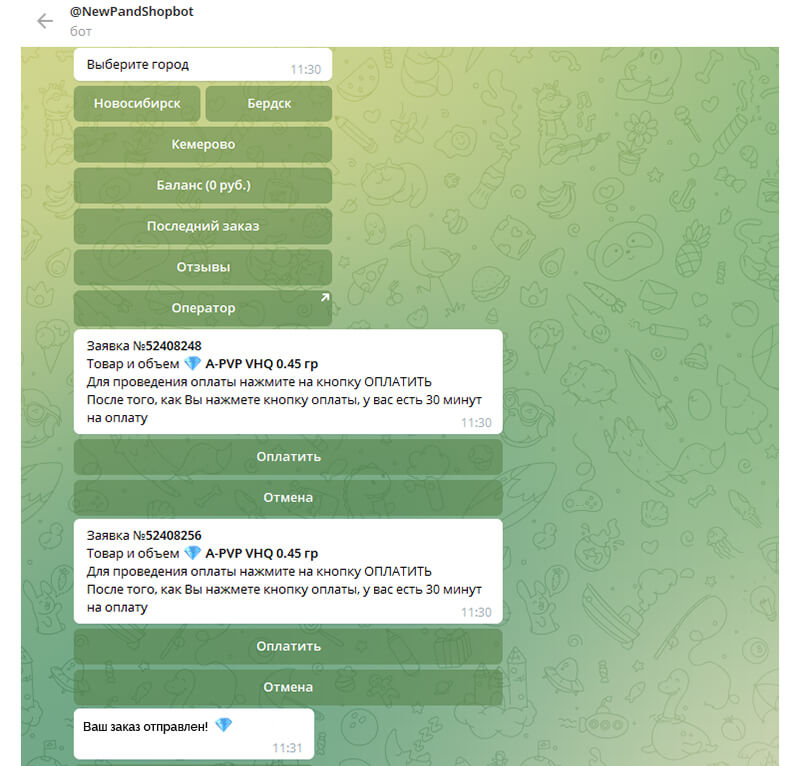 @NewPandShopbot
бот
Выберите город
11:30
Новосибирск Бердск
Кемерово
Баланс (0 руб.)
Последний заказ
Отзывы
Оператор
Заявка №52408248
Товар и объем 💎 A-PVP VHQ 0.45 гр
Для проведения оплаты нажмите на кнопку ОПЛАТИТЬ
После того, как Вы нажмете кнопку оплаты, у вас есть 30 минут
на оплату
11:30
Оплатить
Отмена
Заявка №52408256
Товар и объем 💎 A-PVP VHQ 0.45 гр
Для проведения оплаты нажмите на кнопку ОПЛАТИТЬ
После того, как Вы нажмете кнопку оплаты, у вас есть 30 минут
на оплату
11:30
Оплатить
Отмена
Ваш заказ отправлен! 💎
11:31